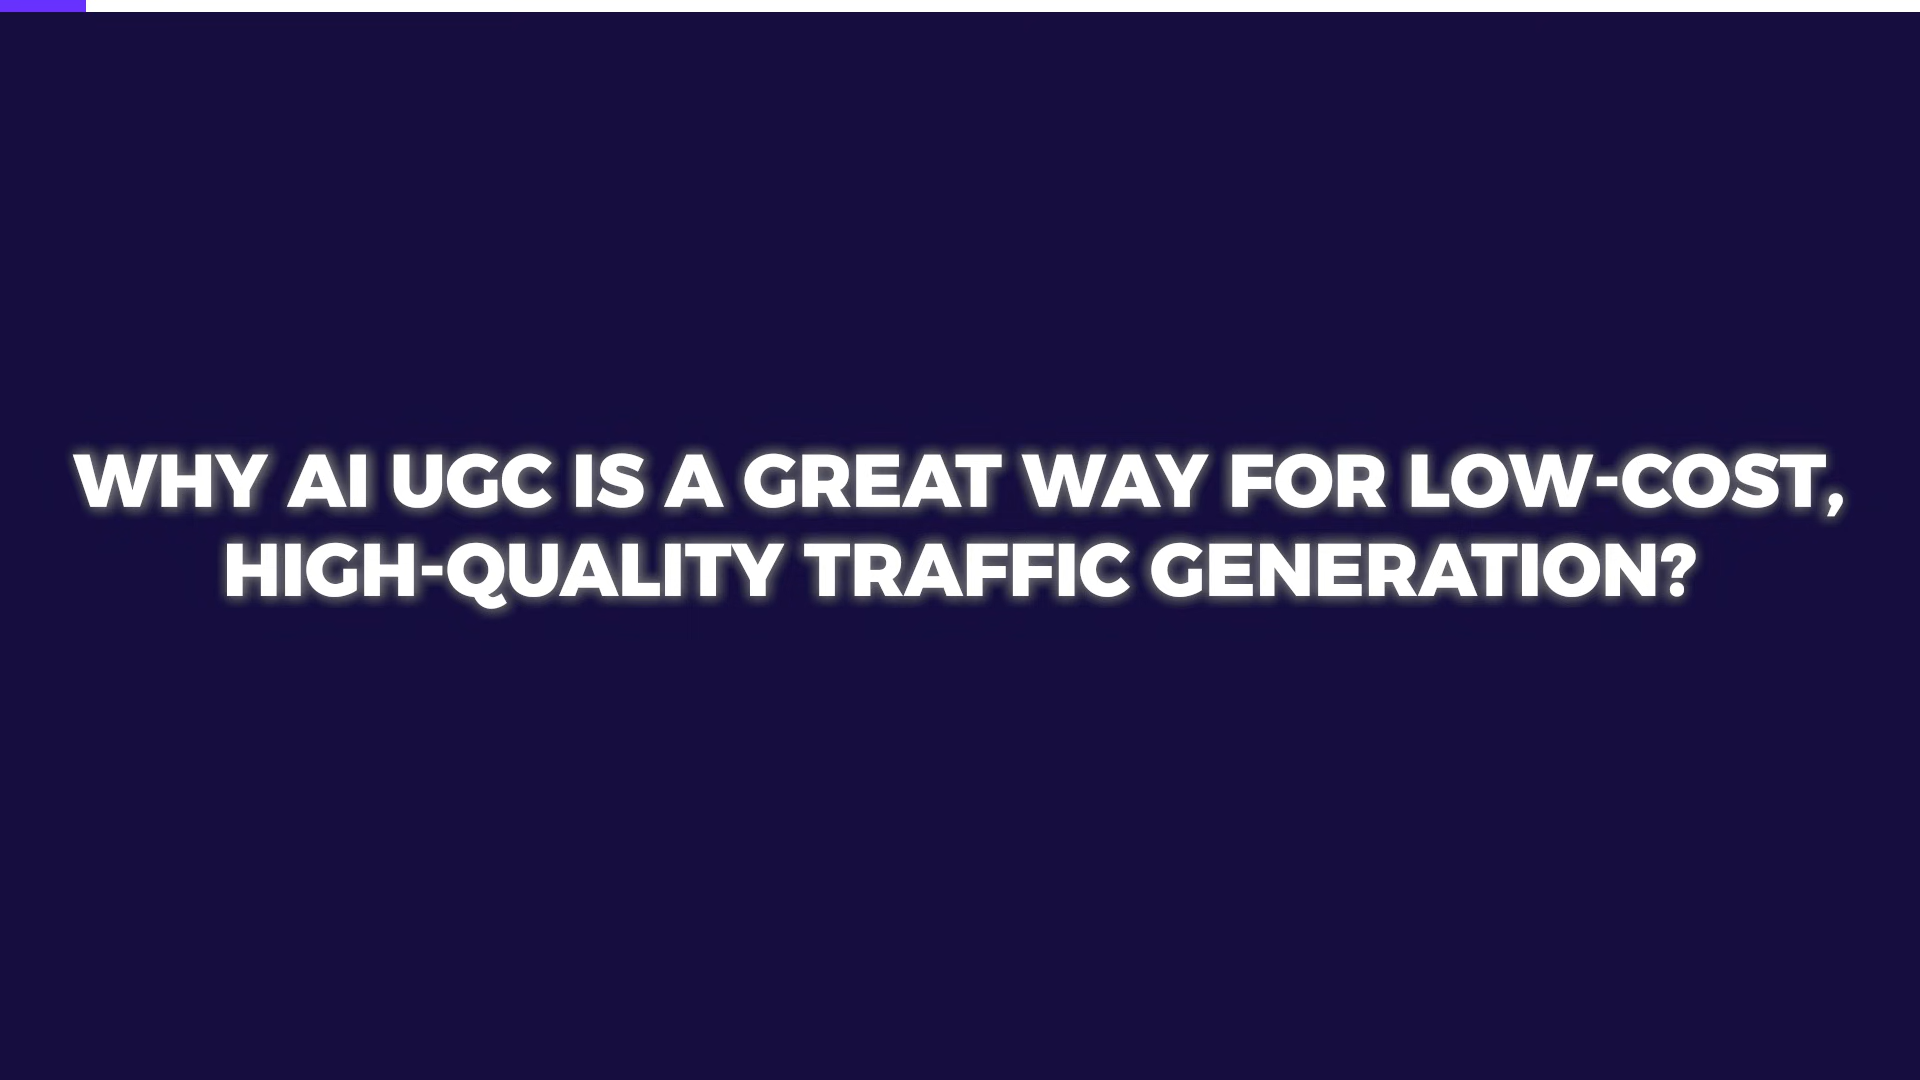 WHY AI UGC IS A GREAT WAY FOR LOW-COST,
HIGH-QUALITY TRAFFIC GENERATION?